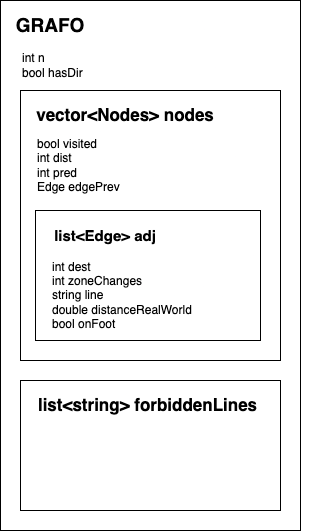 GRAFO
int n
bool hasDir
vector<Nodes> nodes
bool visited
int dist
int pred
Edge edgePrev
list<Edge> adj
int dest
int zoneChanges
string line
double distanceRealWorld
bool onFoot
list<string> forbiddenLines